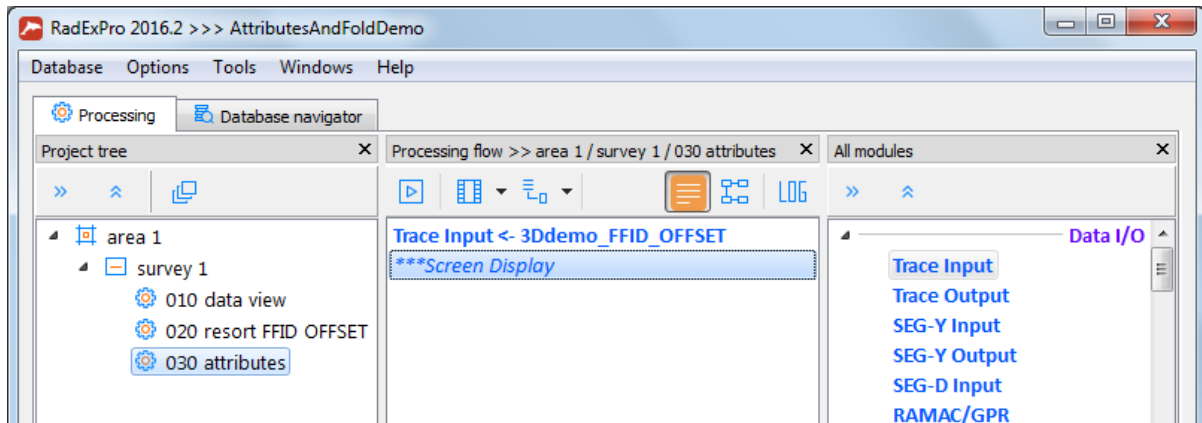 RadExPro 2016.2 >>> AttributesAndFoldDemo
Database Options Tools Windows Help
Processing Database navigator
Project tree
Processing flow >> area 1 / survey 1 / 030 attributes
All modules
LOG
area 1
survey 1
010 data view
020 resort FFID OFFSET
030 attributes
Trace Input <- 3Ddemo_FFID_OFFSET
***Screen Display
Data I/O
Trace Input
Trace Output
SEG-Y Input
SEG-Y Output
SEG-D Input
RAMAC/GPR